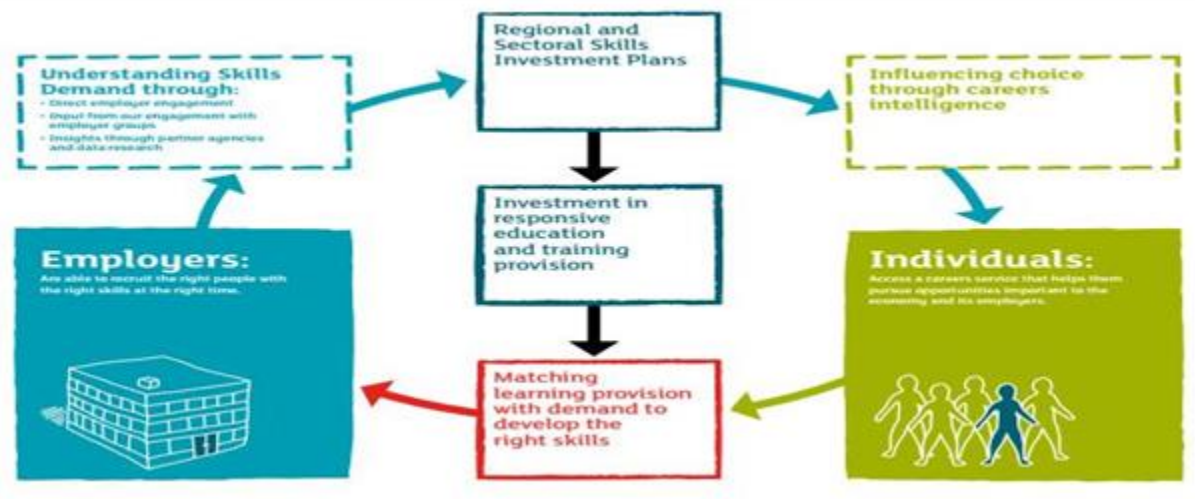 Understanding Skills
Demand through:
• Direct employer engagement
• Input from our engagement with
employer groups
• Insights through partner agencies
and data research
Regional and
Sectoral Skills
Investment Plans
Influencing choice
through careers
intelligence
Employers:
Are able to recruit the right people with
the right skills at the right time.
Investment in
responsive
education
and training
provision
Individuals:
Access a careers service that helps them
pursue opportunities important to the
economy and its employers.
Matching
learning provision
with demand to
develop the
right skills